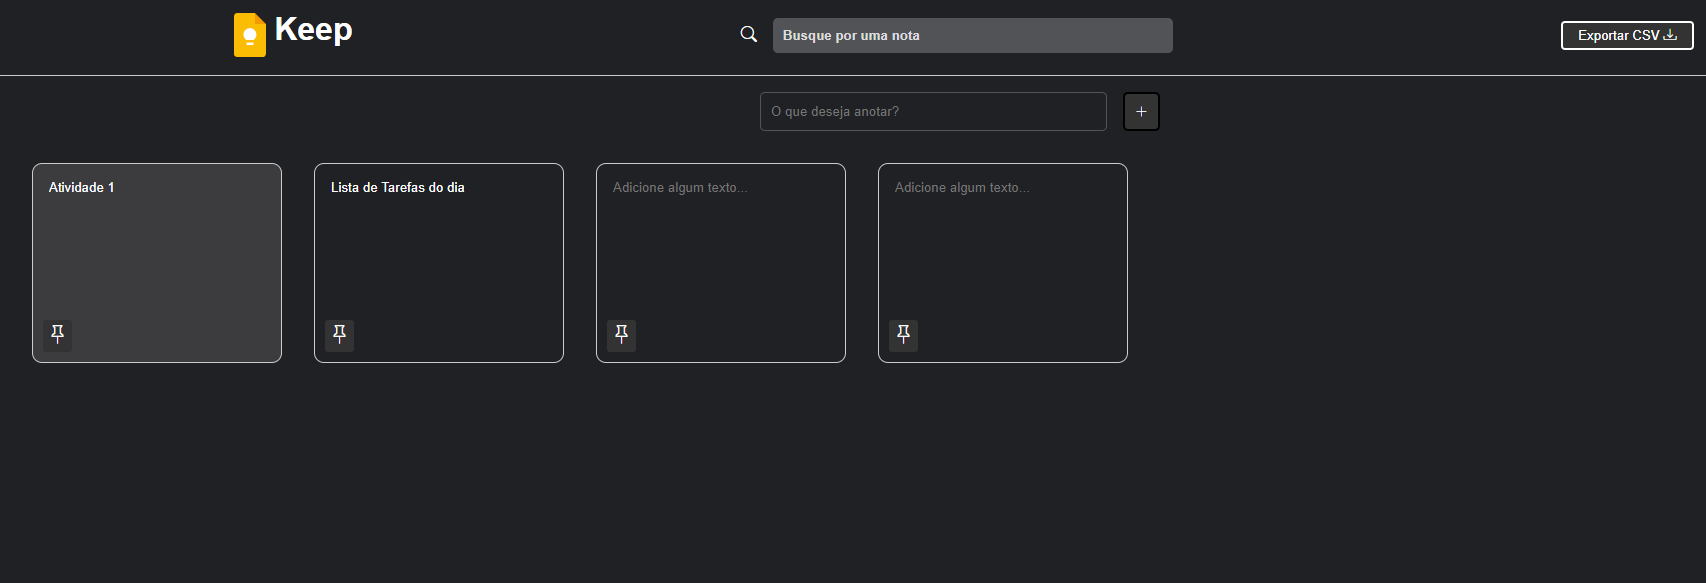 Keep
Busque por uma nota
Exportar CSV
O que deseja anotar?
+
Atividade 1
Lista de Tarefas do dia
Adicione algum texto...
Adicione algum texto...